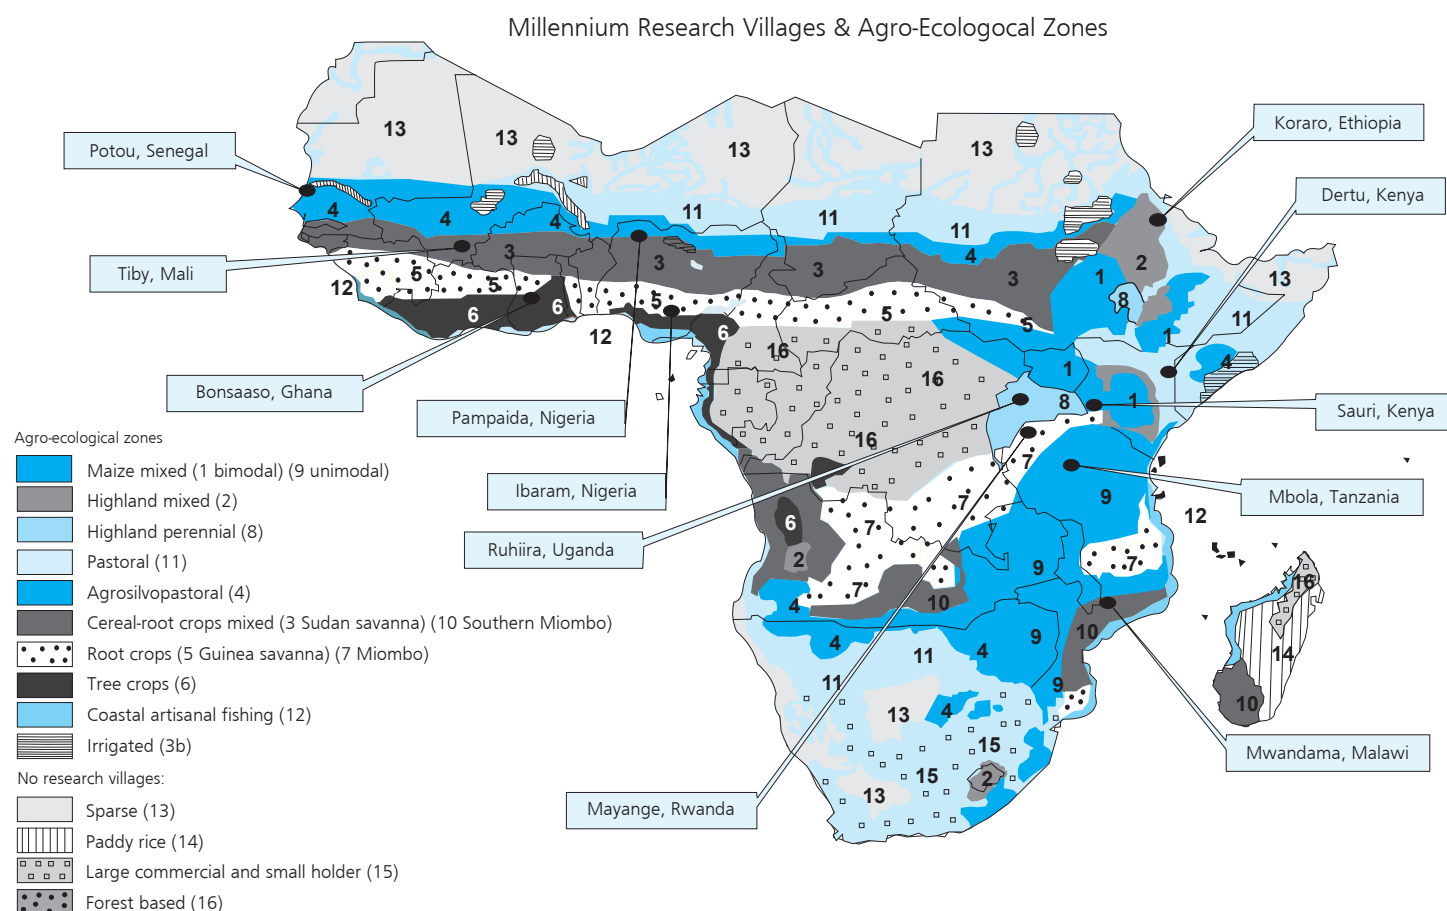 Millennium Research Villages & Agro-Ecologocal Zones
Koraro, Ethiopia
Potou, Senegal
Dertu, Kenya
Tiby, Mali
Bonsaaso, Ghana
Pampaida, Nigeria
Sauri, Kenya
Ibaram, Nigeria
Mbola, Tanzania
Ruhiira, Uganda
Mwandama, Malawi
Mayange, Rwanda
13
13
13
13
4
4
4
11
11
11
4
3
3
3
3
1
2
13
8
11
5
5
5
5
5
12
6
6
6
12
1
4
16
16
16
1
8
1
7
7
7
7
7
9
9
9
9
12
6
2
4
4
10
10
11
11
4
13
4
15
15
13
2
16
14
10
Agro-ecological zones
Maize mixed (1 bimodal) (9 unimodal)
Highland mixed (2)
Highland perennial (8)
Pastoral (11)
Agrosilvopastoral (4)
Cereal-root crops mixed (3 Sudan savanna) (10 Southern Miombo)
Root crops (5 Guinea savanna) (7 Miombo)
Tree crops (6)
Coastal artisanal fishing (12)
Irrigated (3b)
No research villages:
Sparse (13)
Paddy rice (14)
Large commercial and small holder (15)
Forest based (16)